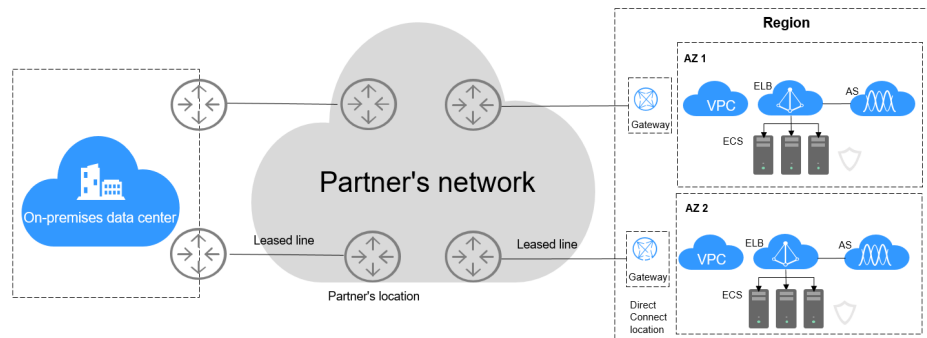 Region
AZ 1
ELB
AS
VPC
Gateway
ECS
Partner's network
On-premises data center
AZ 2
Leased line
Leased line
ELB
AS
VPC
Gateway
Partner's location
ECS
Direct
Connect
location